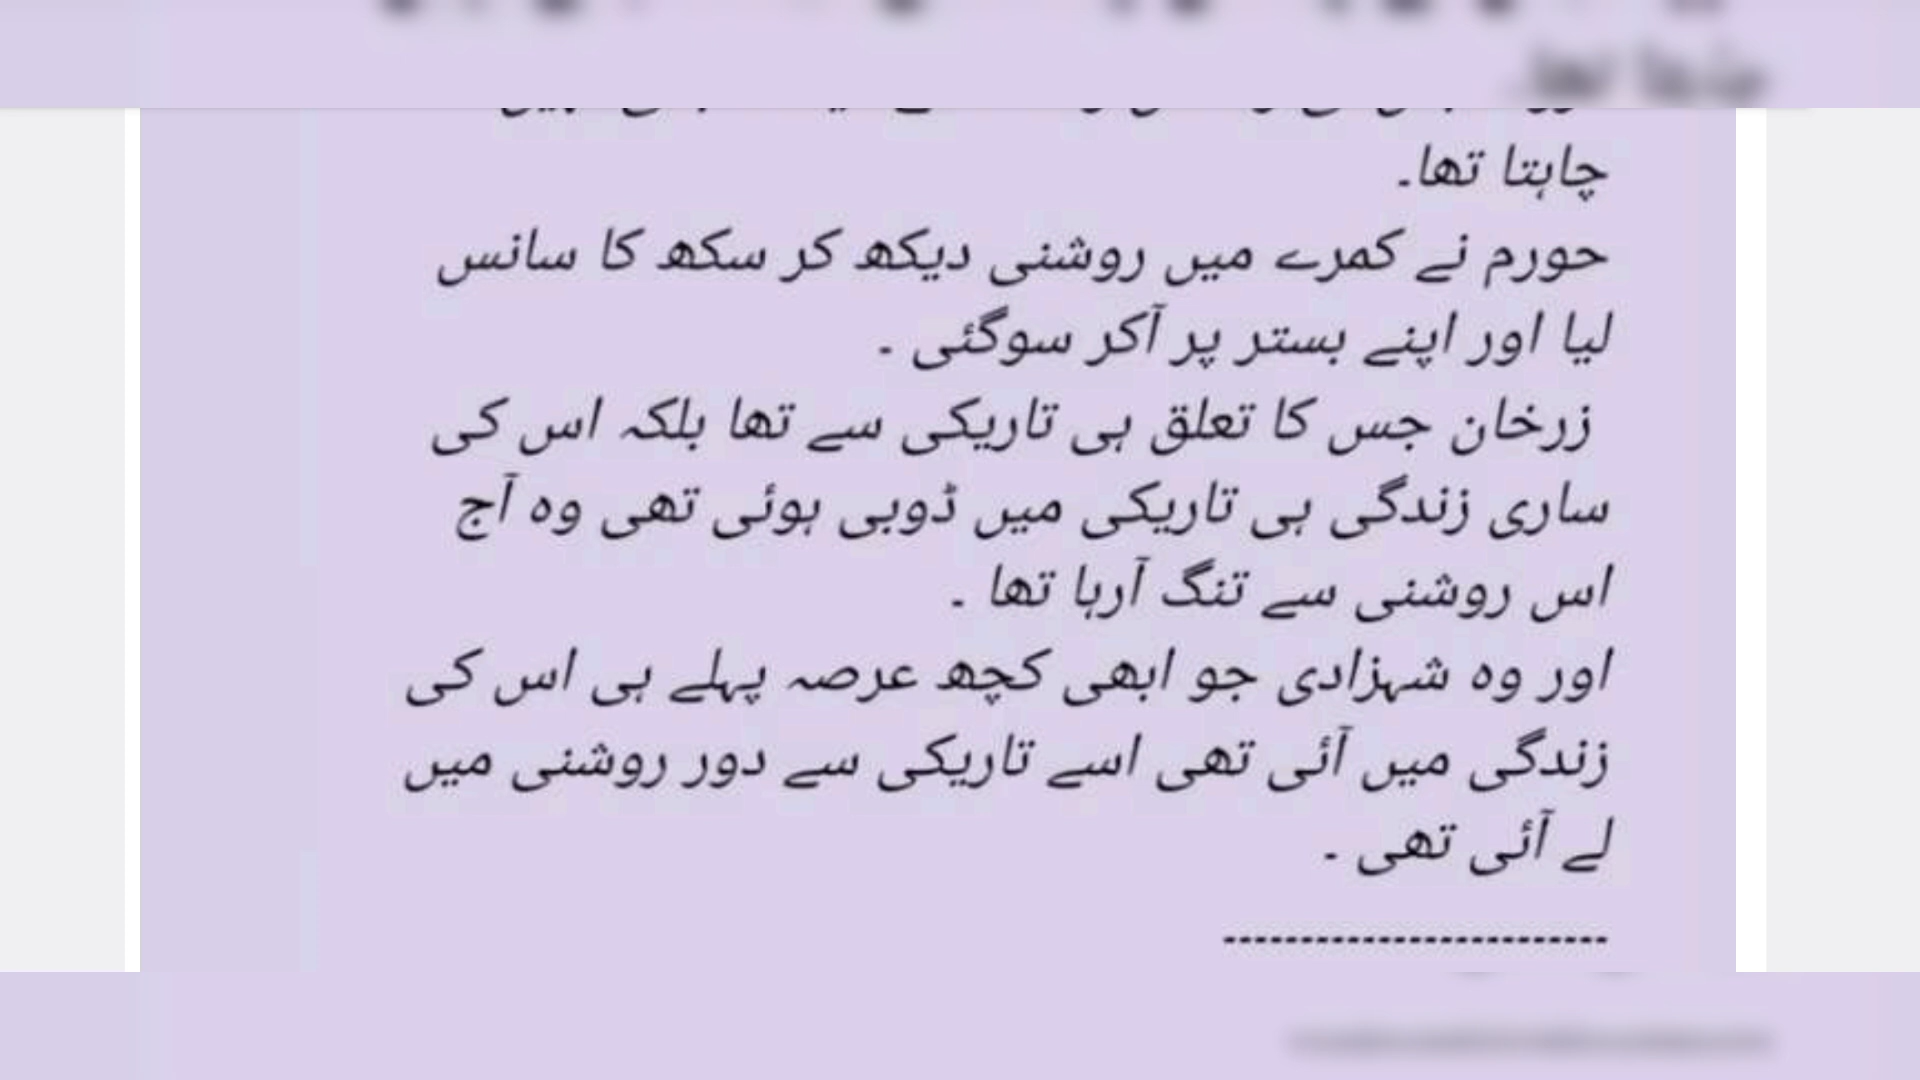 چاہتا تھا۔
حورم نے کمرے میں روشنی دیکھ کر سکھ کا سانس
لیا اور اپنے بستر پر آکر سوگئی ۔
زرخان جس کا تعلق ہی تاریکی سے تھا بلکہ اس کی
ساری زندگی ہی تاریکی میں ڈوبی ہوئی تھی وہ آج
اس روشنی سے تنگ آرہا تھا ۔
اور وہ شہزادی جو ابھی کچھ عرصہ پہلے ہی اس کی
زندگی میں آئی تھی اسے تاریکی سے دور روشنی میں
لے آئی تھی ۔
-------------------------